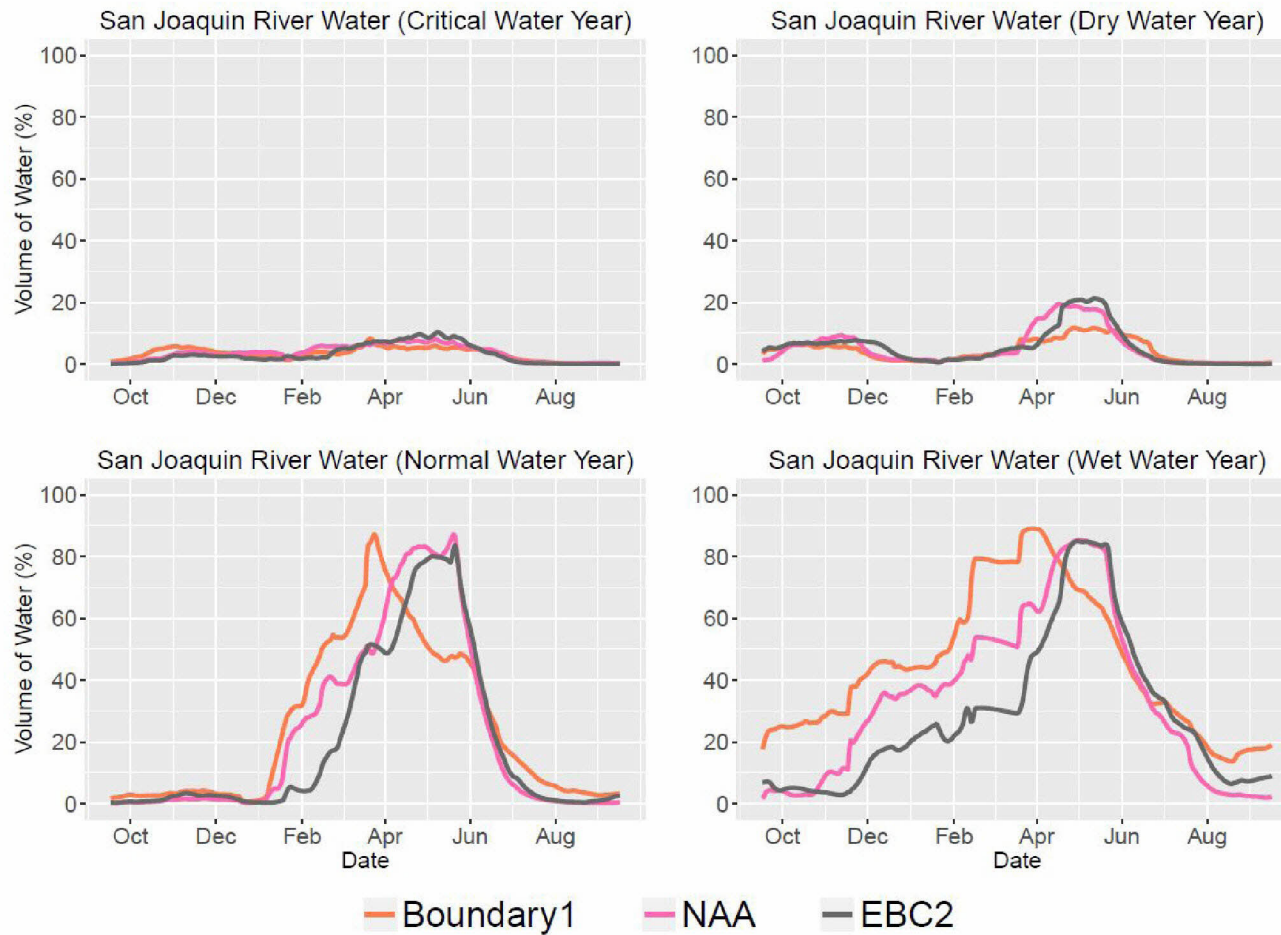 San Joaquin River Water (Critical Water Year)
San Joaquin River Water (Dry Water Year)
Volume of Water (%)
100
80
60
40
20
0
Oct Dec Feb Apr Jun Aug
100
80
60
40
20
0
Oct Dec Feb Apr Jun Aug
San Joaquin River Water (Normal Water Year)
San Joaquin River Water (Wet Water Year)
Volume of Water (%)
100
80
60
40
20
0
Oct Dec Feb Apr Jun Aug
Date
100
80
60
40
20
0
Oct Dec Feb Apr Jun Aug
Date
Boundary1 NAA EBC2